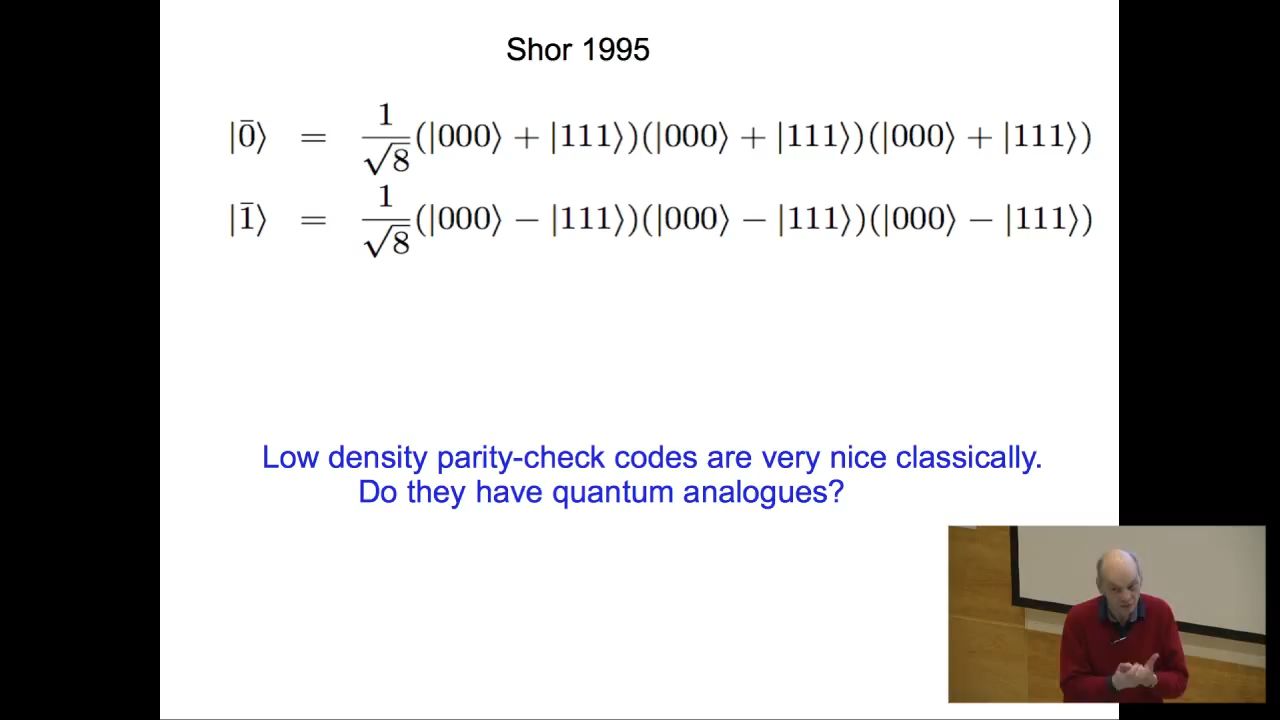 Shor 1995
|0̄⟩ = 1/√8 (|000⟩ + |111⟩)(|000⟩ + |111⟩)(|000⟩ + |111⟩)
|1̄⟩ = 1/√8 (|000⟩ − |111⟩)(|000⟩ − |111⟩)(|000⟩ − |111⟩)
Low density parity-check codes are very nice classically.
Do they have quantum analogues?